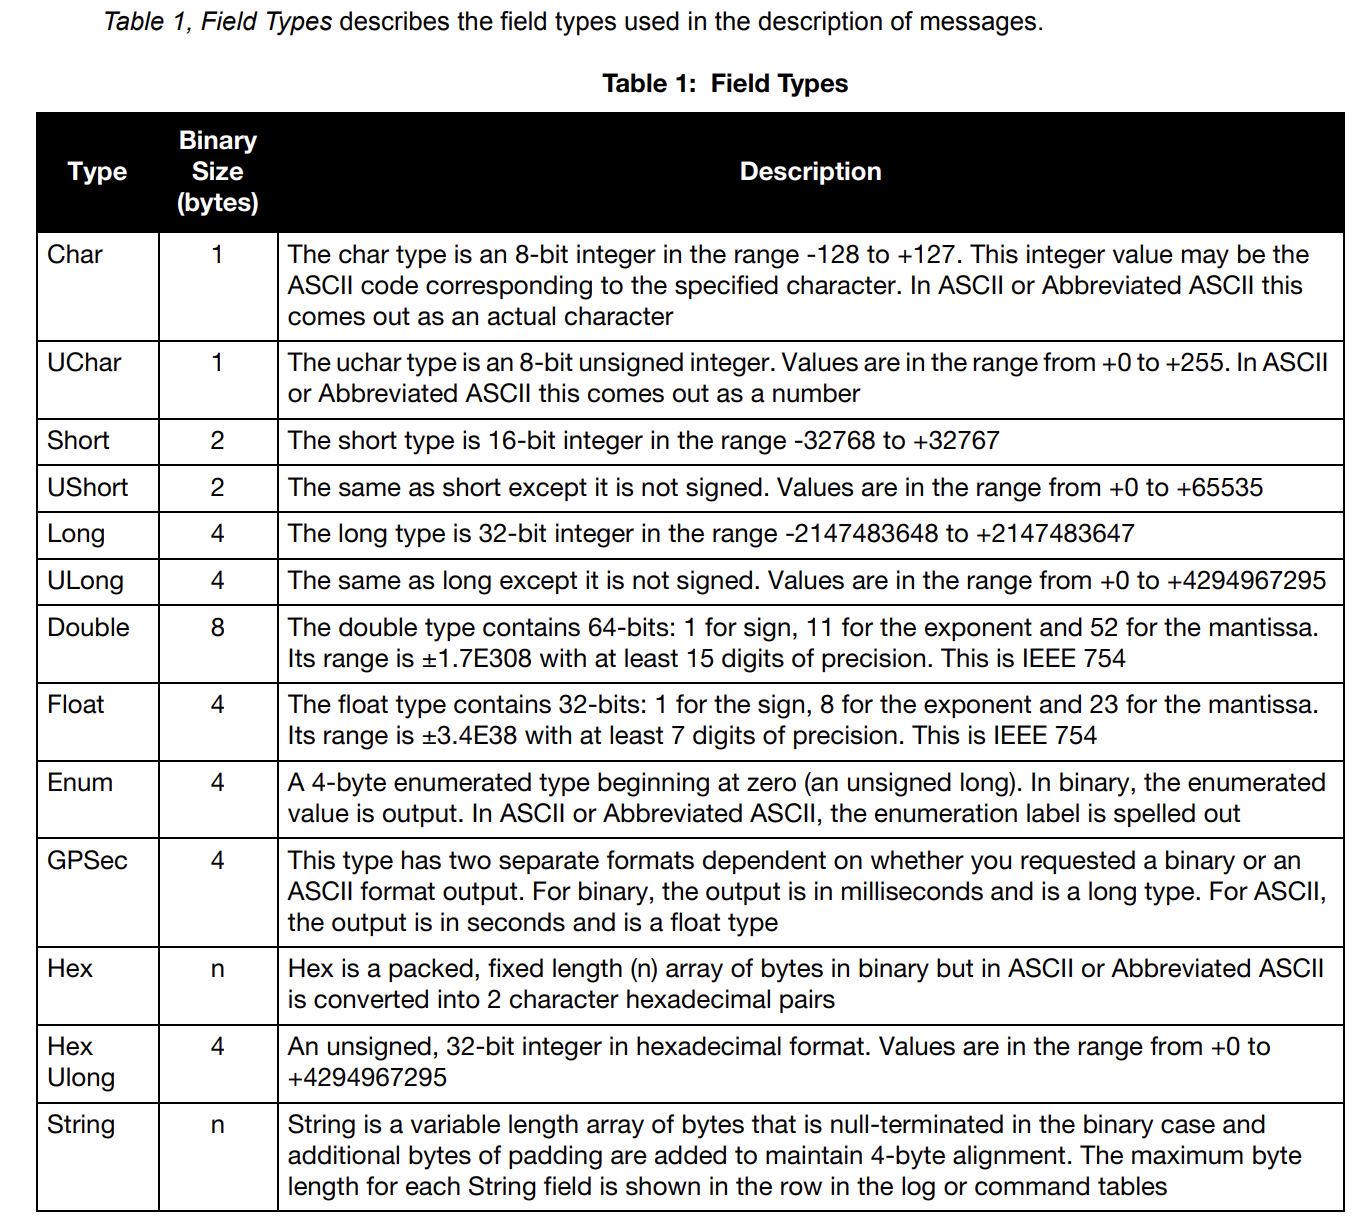 Table 1, Field Types describes the field types used in the description of messages.
Table 1: Field Types
Type
Binary
Size
(bytes)
Description
Char
1
The char type is an 8-bit integer in the range -128 to +127. This integer value may be the
ASCII code corresponding to the specified character. In ASCII or Abbreviated ASCII this
comes out as an actual character
UChar
1
The uchar type is an 8-bit unsigned integer. Values are in the range from +0 to +255. In ASCII
or Abbreviated ASCII this comes out as a number
Short
2
The short type is 16-bit integer in the range -32768 to +32767
UShort
2
The same as short except it is not signed. Values are in the range from +0 to +65535
Long
4
The long type is 32-bit integer in the range -2147483648 to +2147483647
ULong
4
The same as long except it is not signed. Values are in the range from +0 to +4294967295
Double
8
The double type contains 64-bits: 1 for sign, 11 for the exponent and 52 for the mantissa.
Its range is ±1.7E308 with at least 15 digits of precision. This is IEEE 754
Float
4
The float type contains 32-bits: 1 for the sign, 8 for the exponent and 23 for the mantissa.
Its range is ±3.4E38 with at least 7 digits of precision. This is IEEE 754
Enum
4
A 4-byte enumerated type beginning at zero (an unsigned long). In binary, the enumerated
value is output. In ASCII or Abbreviated ASCII, the enumeration label is spelled out
GPSec
4
This type has two separate formats dependent on whether you requested a binary or an
ASCII format output. For binary, the output is in milliseconds and is a long type. For ASCII,
the output is in seconds and is a float type
Hex
n
Hex is a packed, fixed length (n) array of bytes in binary but in ASCII or Abbreviated ASCII
is converted into 2 character hexadecimal pairs
Hex
Ulong
4
An unsigned, 32-bit integer in hexadecimal format. Values are in the range from +0 to
+4294967295
String
n
String is a variable length array of bytes that is null-terminated in the binary case and
additional bytes of padding are added to maintain 4-byte alignment. The maximum byte
length for each String field is shown in the row in the log or command tables